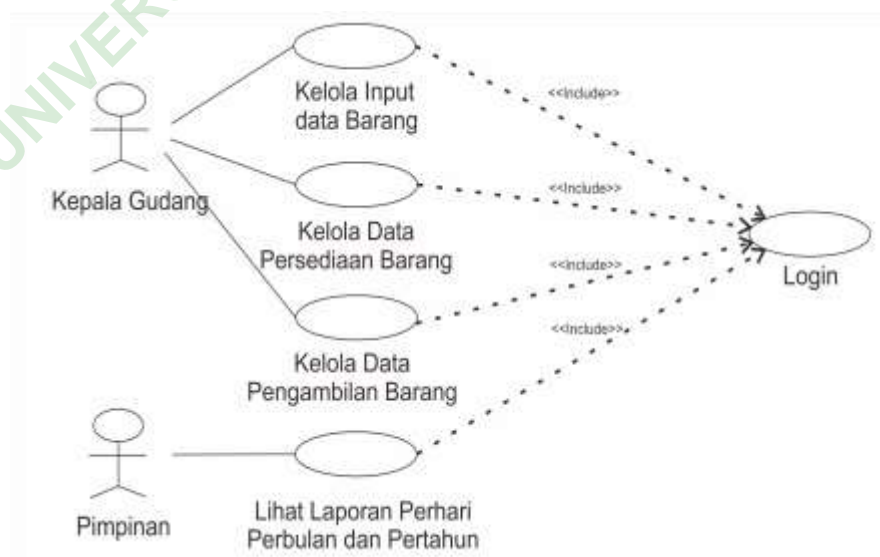 UNIVER
Kelola Input
data Barang
<<Include>>
Kepala Gudang
<<Include>>
Kelola Data
Persediaan Barang
<<Include>>
Login
<<Include>>
Kelola Data
Pengambilan Barang
Pimpinan
Lihat Laporan Perhari
Perbulan dan Pertahun